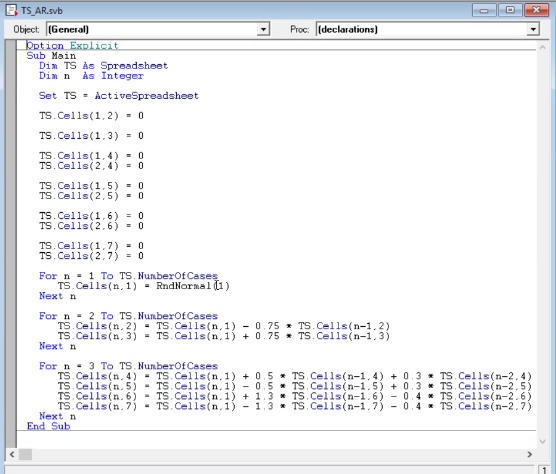 TS_AR.svb
Object: (General) Proc: (declarations)
Option Explicit
Sub Main
Dim TS As Spreadsheet
Dim n As Integer
Set TS = ActiveSpreadsheet
TS.Cells(1,2) = 0
TS.Cells(1,3) = 0
TS.Cells(1,4) = 0
TS.Cells(2,4) = 0
TS.Cells(1,5) = 0
TS.Cells(2,5) = 0
TS.Cells(1,6) = 0
TS.Cells(2,6) = 0
TS.Cells(1,7) = 0
TS.Cells(2,7) = 0
For n = 1 To TS.NumberOfCases
TS.Cells(n,1) = RndNormal(1)
Next n
For n = 2 To TS.NumberOfCases
TS.Cells(n,2) = TS.Cells(n,1) - 0.75 * TS.Cells(n-1,2)
TS.Cells(n,3) = TS.Cells(n,1) + 0.75 * TS.Cells(n-1,3)
Next n
For n = 3 To TS.NumberOfCases
TS.Cells(n,4) = TS.Cells(n,1) + 0.5 * TS.Cells(n-1,4) + 0.3 * TS.Cells(n-2,4)
TS.Cells(n,5) = TS.Cells(n,1) - 0.5 * TS.Cells(n-1,5) + 0.3 * TS.Cells(n-2,5)
TS.Cells(n,6) = TS.Cells(n,1) + 1.3 * TS.Cells(n-1,6) - 0.4 * TS.Cells(n-2,6)
TS.Cells(n,7) = TS.Cells(n,1) - 1.3 * TS.Cells(n-1,7) - 0.4 * TS.Cells(n-2,7)
Next n
End Sub
1